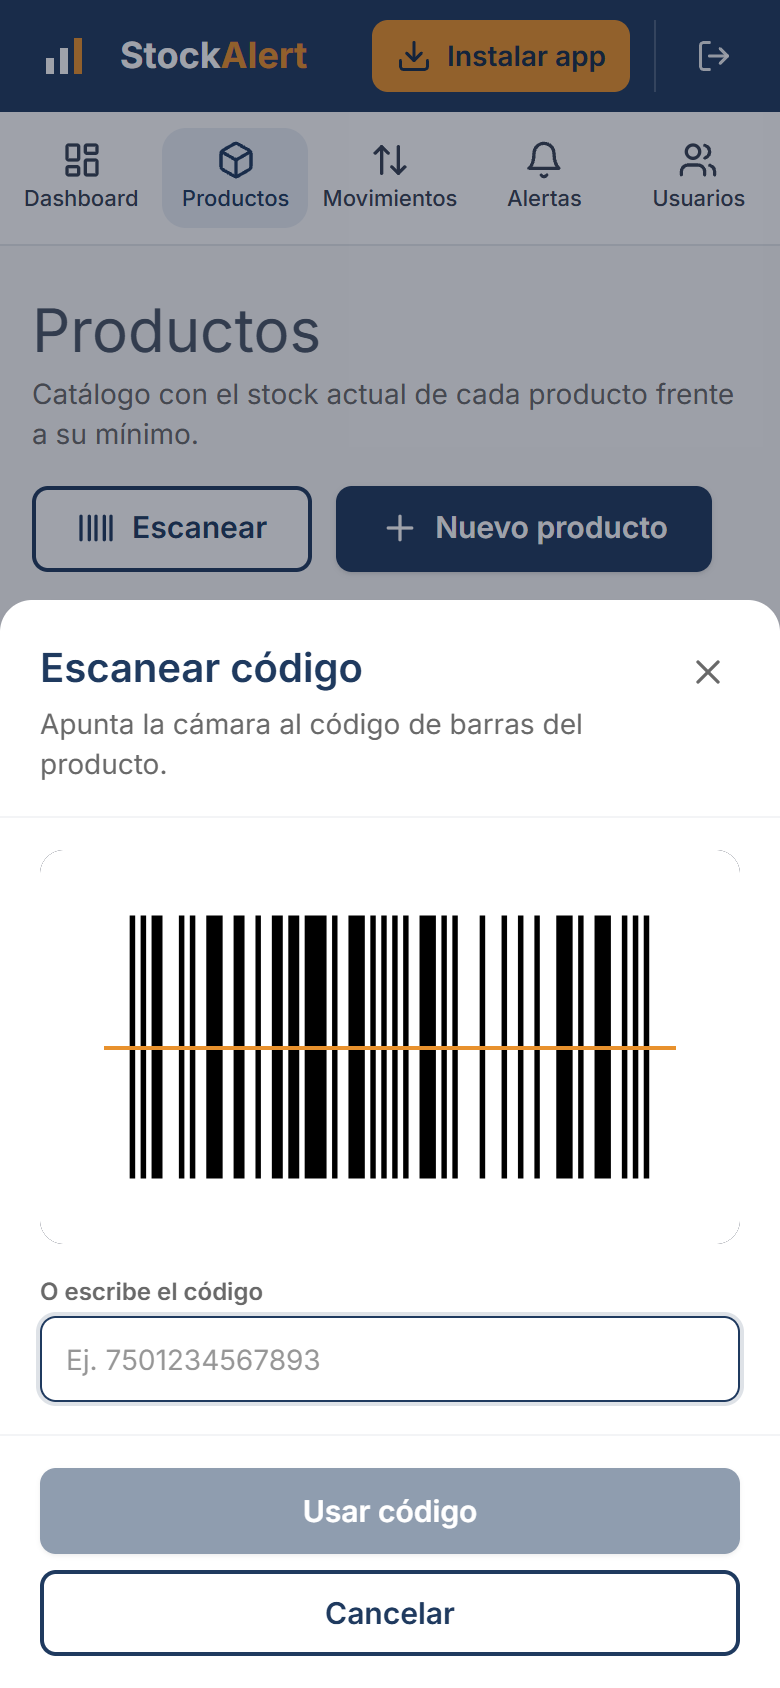 StockAlert
Instalar app
Dashboard
Productos
Movimientos
Alertas
Usuarios
Productos
Catálogo con el stock actual de cada producto frente
a su mínimo.
Escanear
Nuevo producto
Escanear código
Apunta la cámara al código de barras del
producto.
O escribe el código
Ej. 7501234567893
Usar código
Cancelar